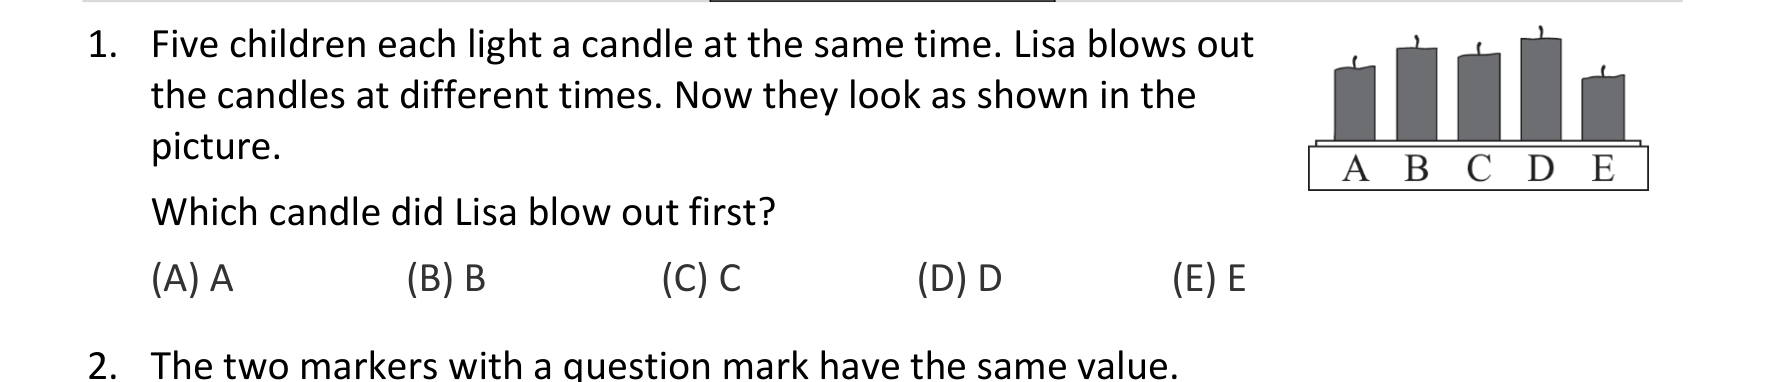 1. Five children each light a candle at the same time. Lisa blows out
the candles at different times. Now they look as shown in the
picture.
A B C D E
Which candle did Lisa blow out first?
(A) A (B) B (C) C (D) D (E) E
2. The two markers with a question mark have the same value.